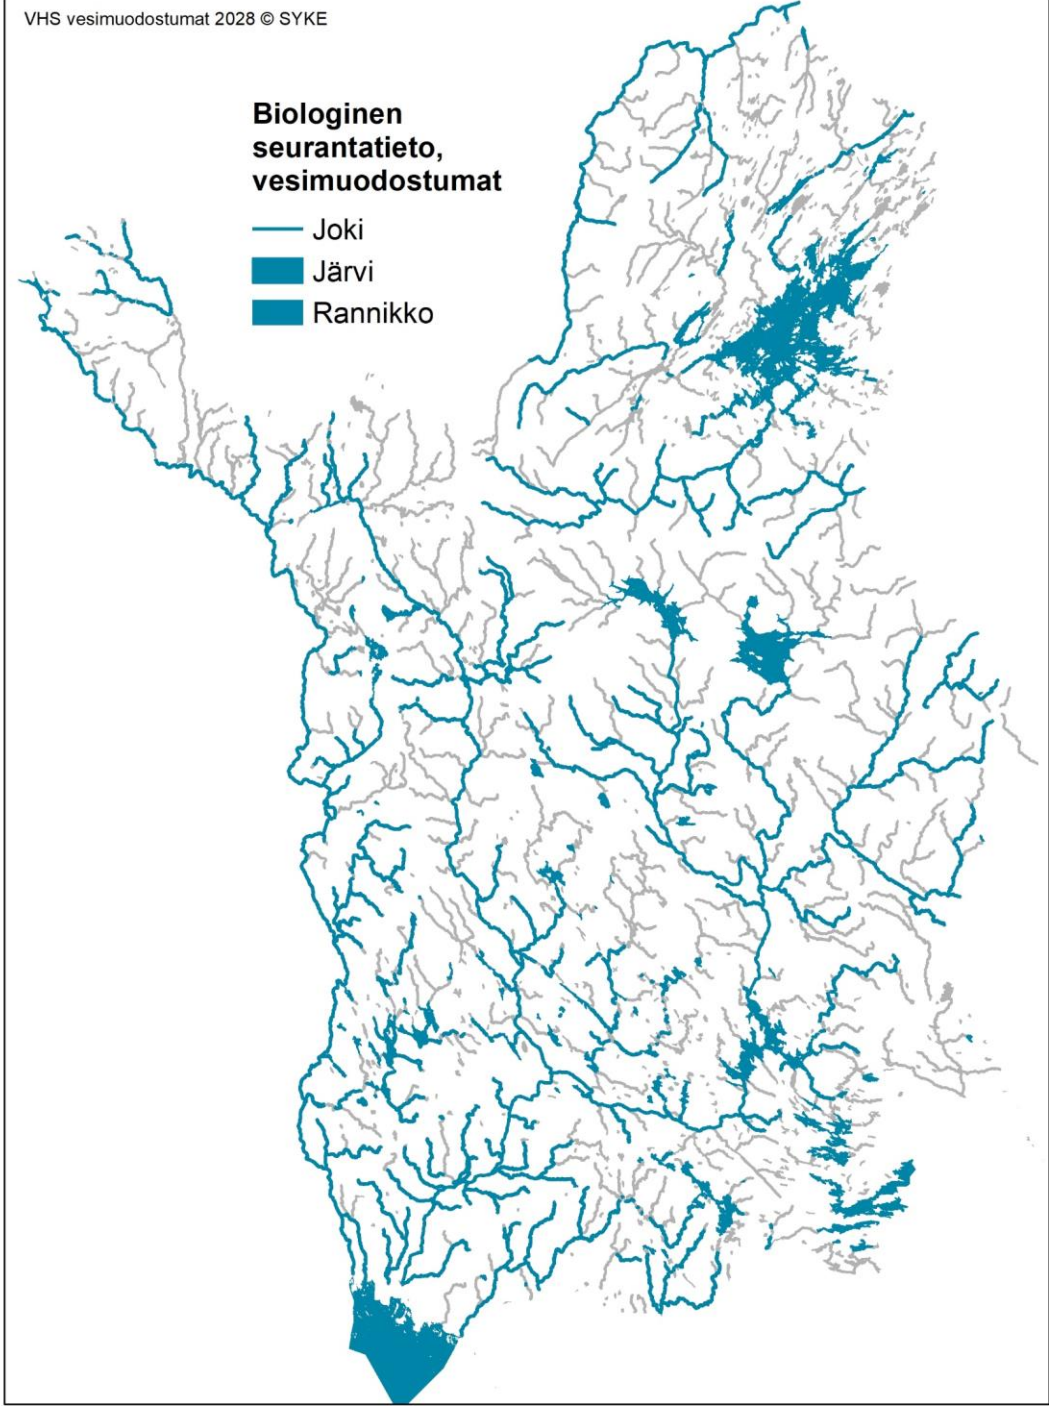 VHS vesimuodostumat 2028 © SYKE
Biologinen
seurantatieto,
vesimuodostumat
Joki
Järvi
Rannikko